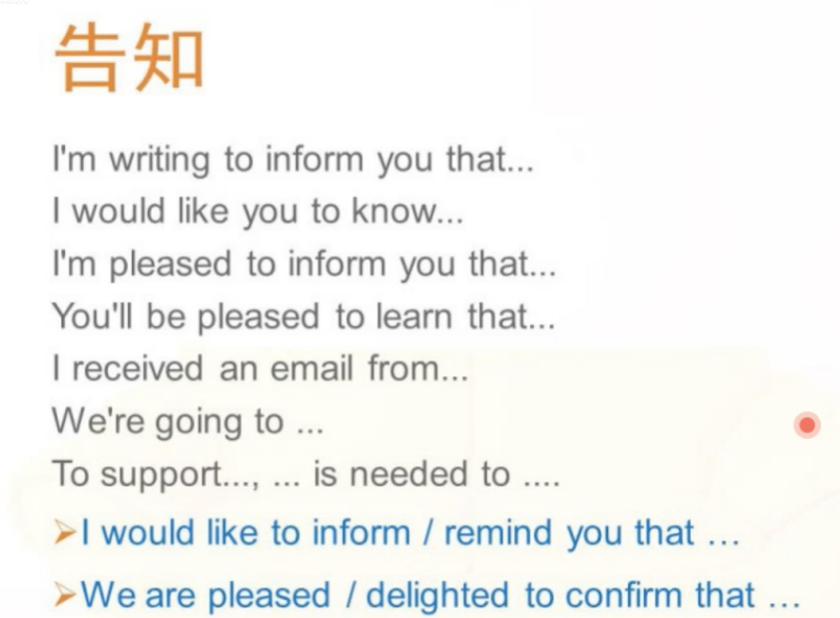 告知
I'm writing to inform you that...
I would like you to know...
I'm pleased to inform you that...
You'll be pleased to learn that...
I received an email from...
We're going to ...
To support..., ... is needed to ....
➢I would like to inform / remind you that …
➢We are pleased / delighted to confirm that …